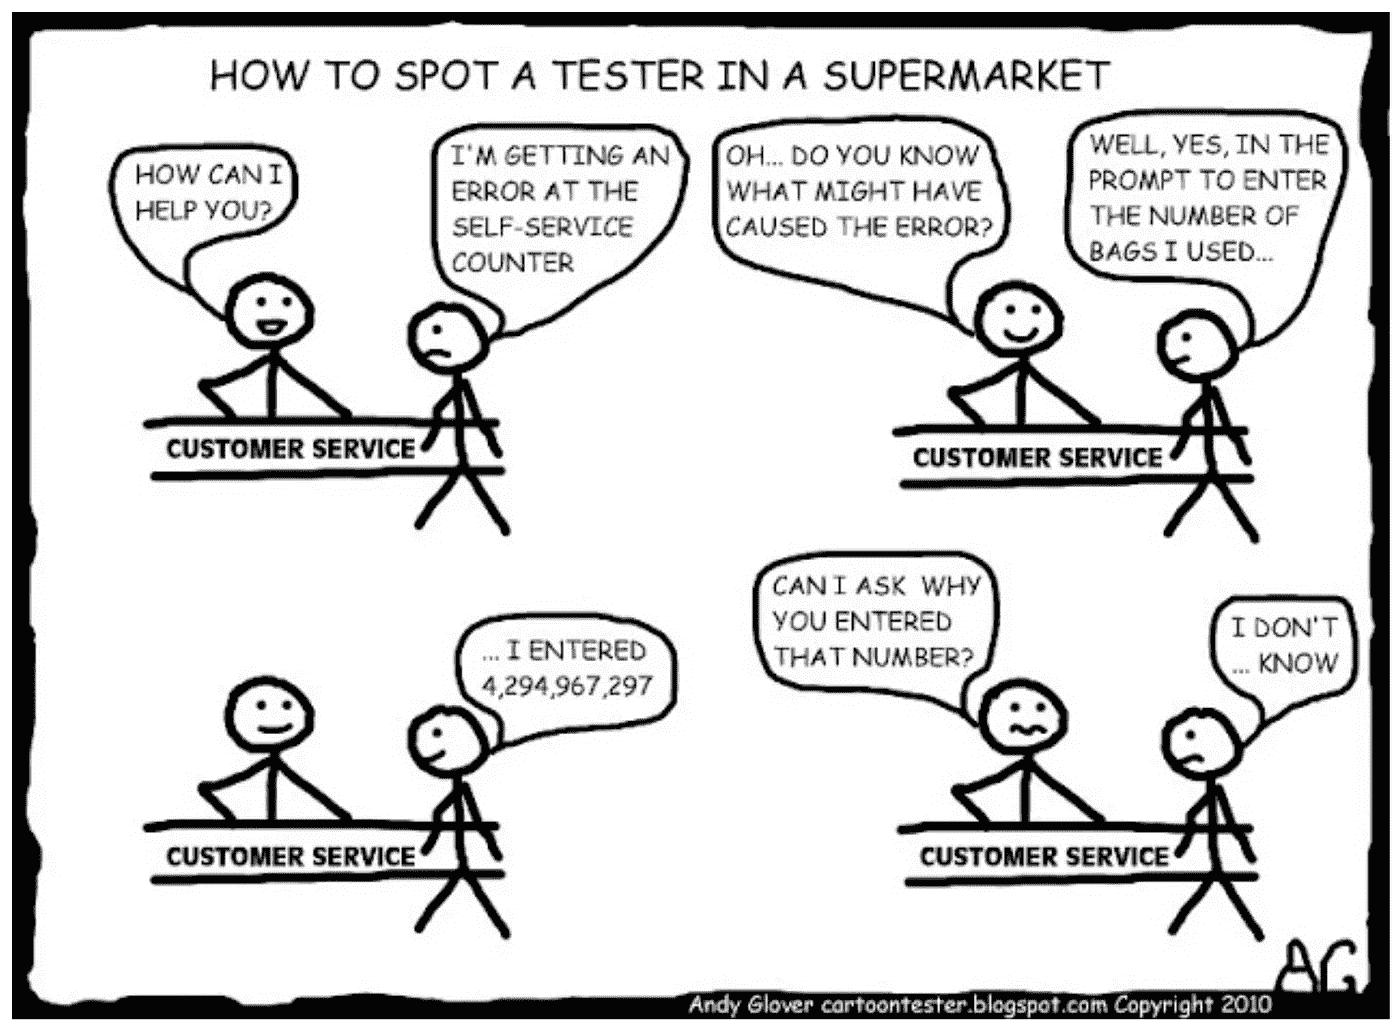 HOW TO SPOT A TESTER IN A SUPERMARKET
HOW CAN I
HELP YOU?
I'M GETTING AN
ERROR AT THE
SELF-SERVICE
COUNTER
CUSTOMER SERVICE
OH... DO YOU KNOW
WHAT MIGHT HAVE
CAUSED THE ERROR?
WELL, YES, IN THE
PROMPT TO ENTER
THE NUMBER OF
BAGS I USED...
CUSTOMER SERVICE
... I ENTERED
4,294,967,297
CUSTOMER SERVICE
CAN I ASK WHY
YOU ENTERED
THAT NUMBER?
I DON'T
... KNOW
CUSTOMER SERVICE
AG
Andy Glover cartoontester.blogspot.com Copyright 2010